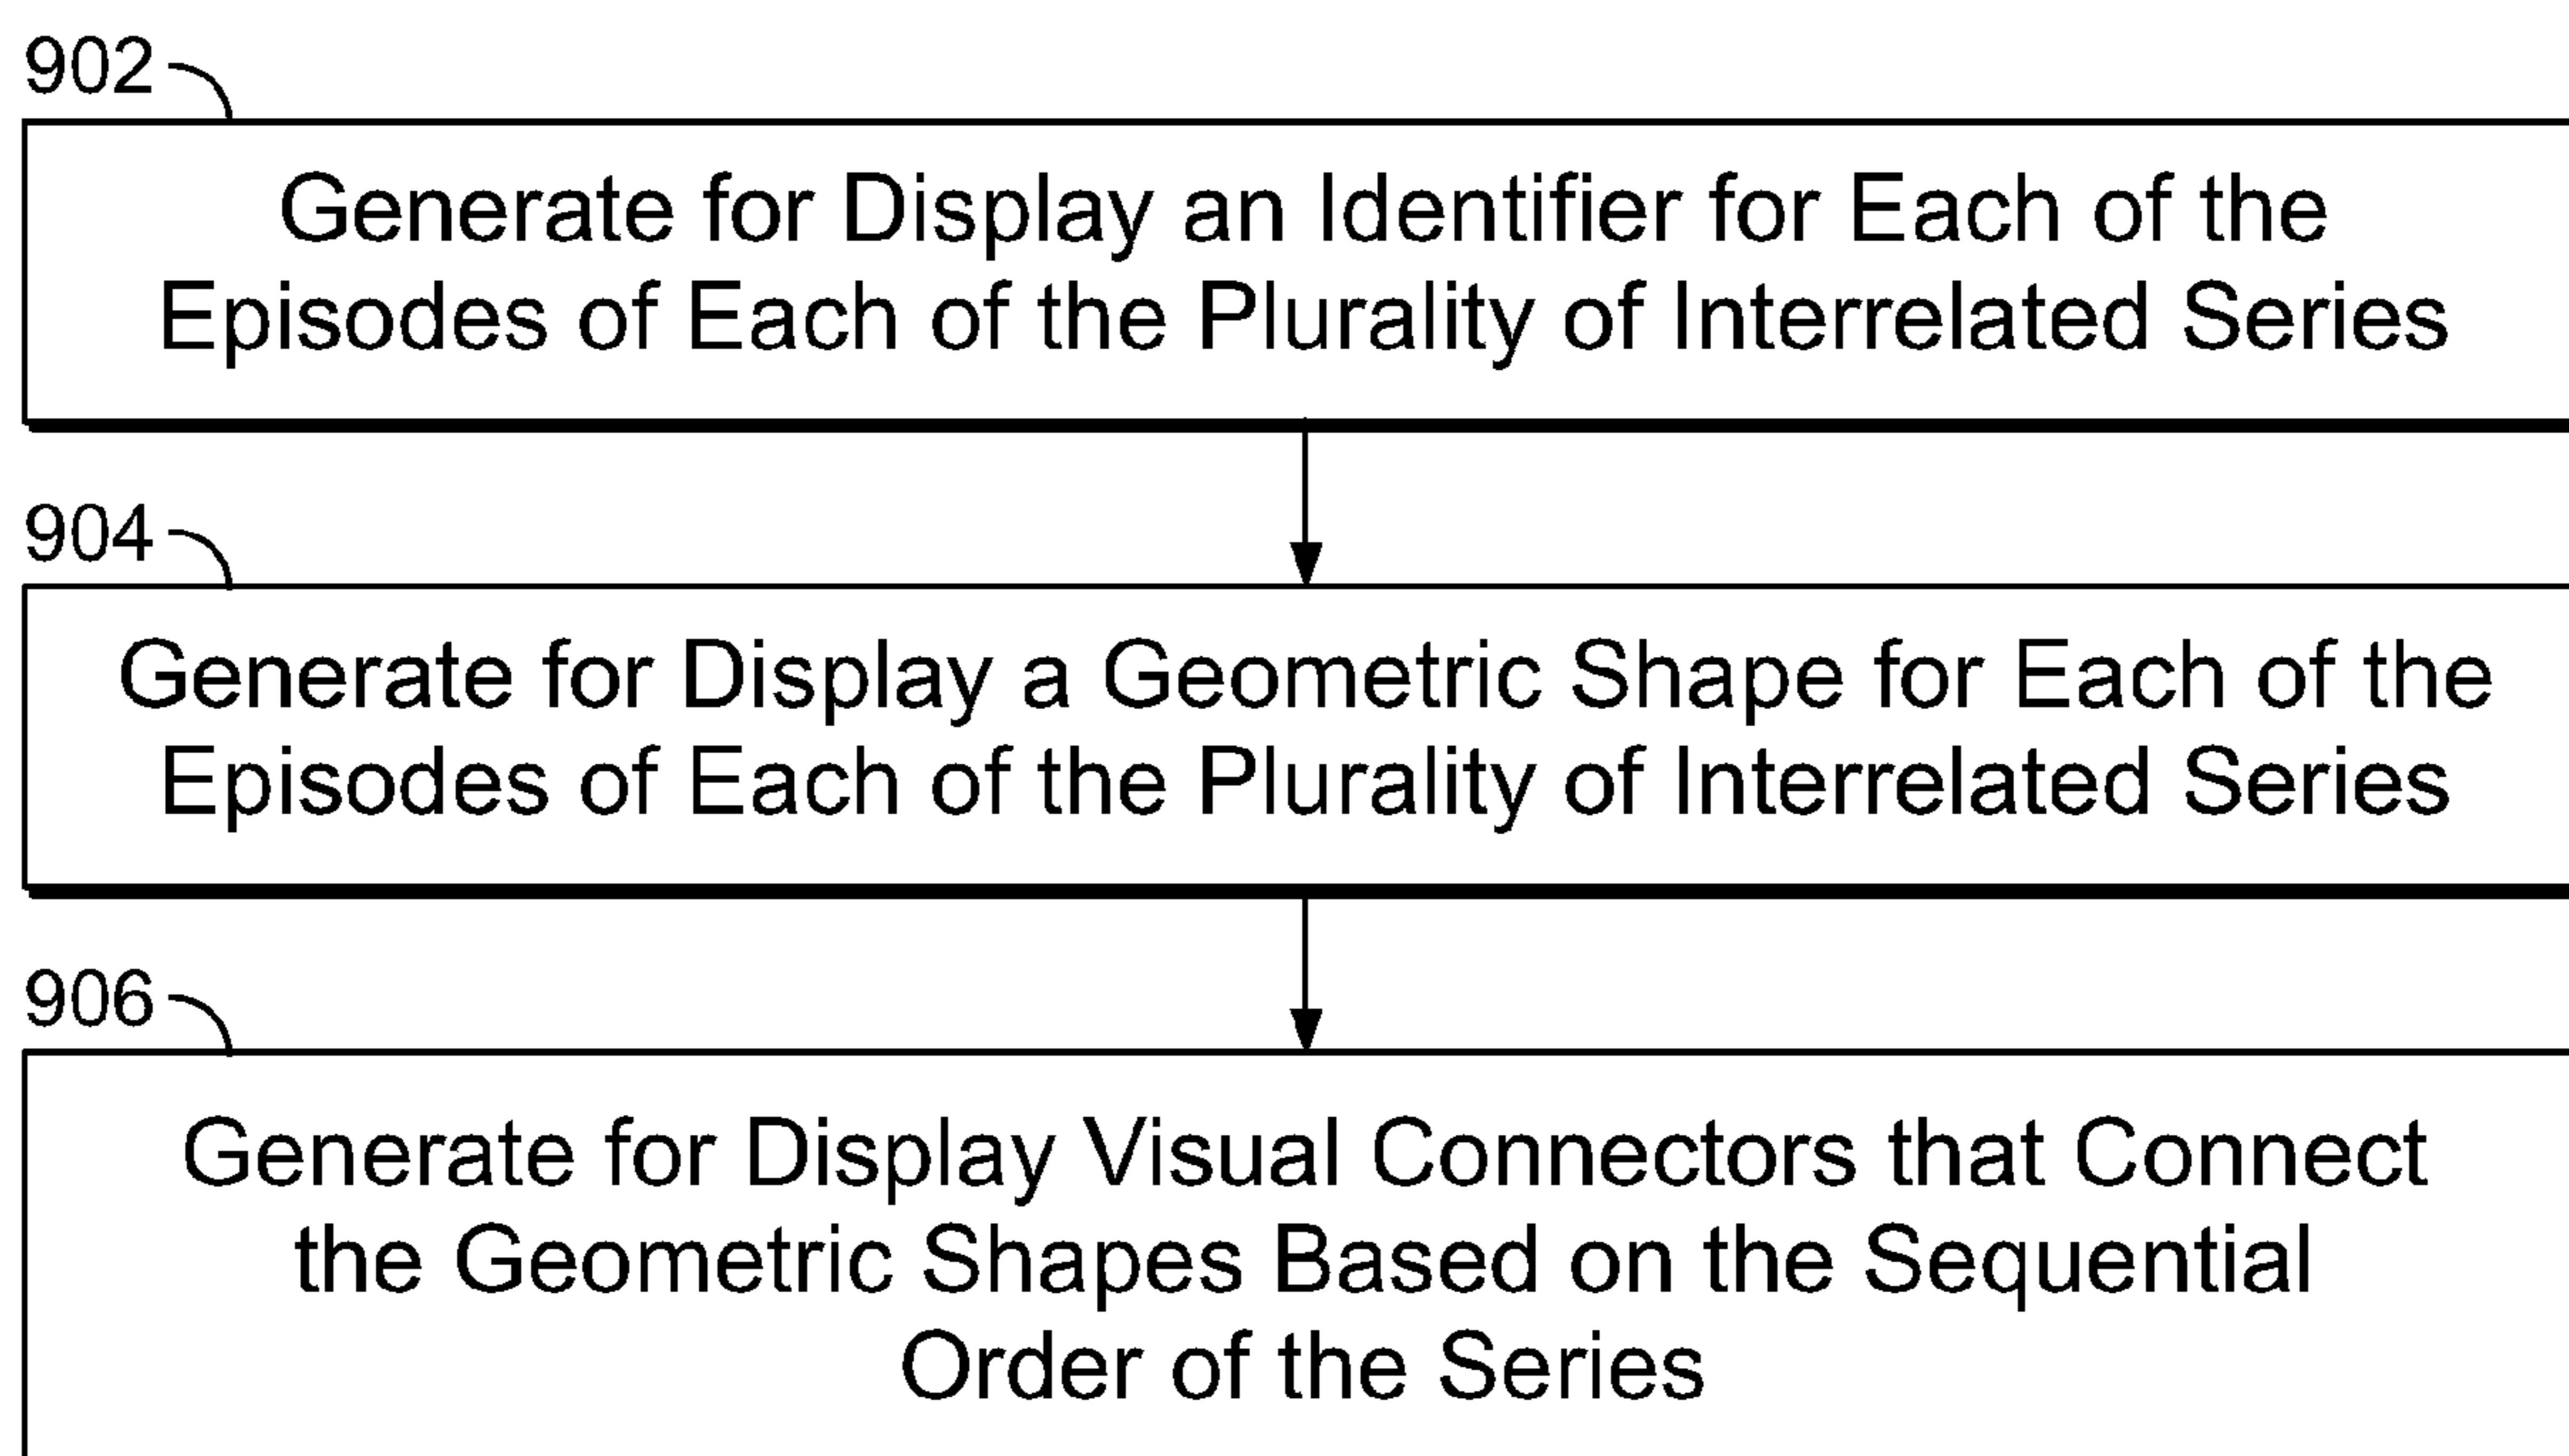 902
Generate for Display an Identifier for Each of the
Episodes of Each of the Plurality of Interrelated Series
904
Generate for Display a Geometric Shape for Each of the
Episodes of Each of the Plurality of Interrelated Series
906
Generate for Display Visual Connectors that Connect
the Geometric Shapes Based on the Sequential
Order of the Series